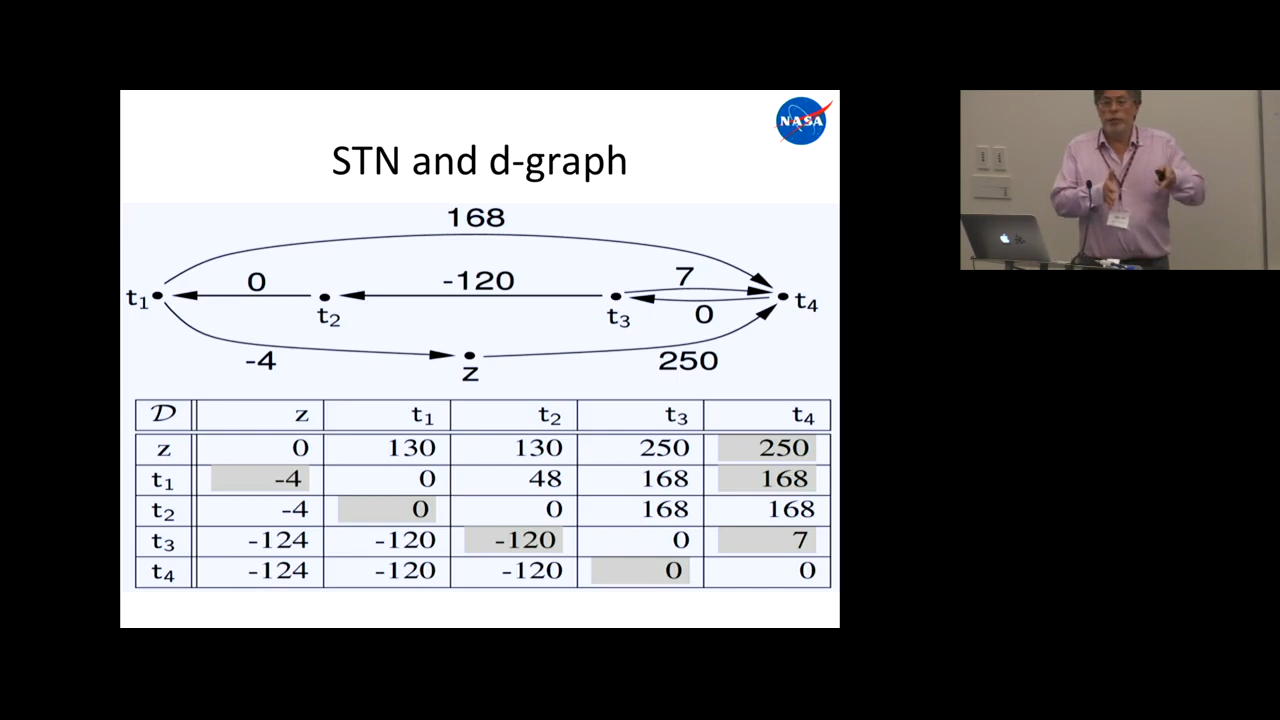 NASA
STN and d-graph
168
0 -120 7
t₁ t₂ t₃ 0 t₄
-4 z 250
𝒟 z t₁ t₂ t₃ t₄
z 0 130 130 250 250
t₁ -4 0 48 168 168
t₂ -4 0 0 168 168
t₃ -124 -120 -120 0 7
t₄ -124 -120 -120 0 0